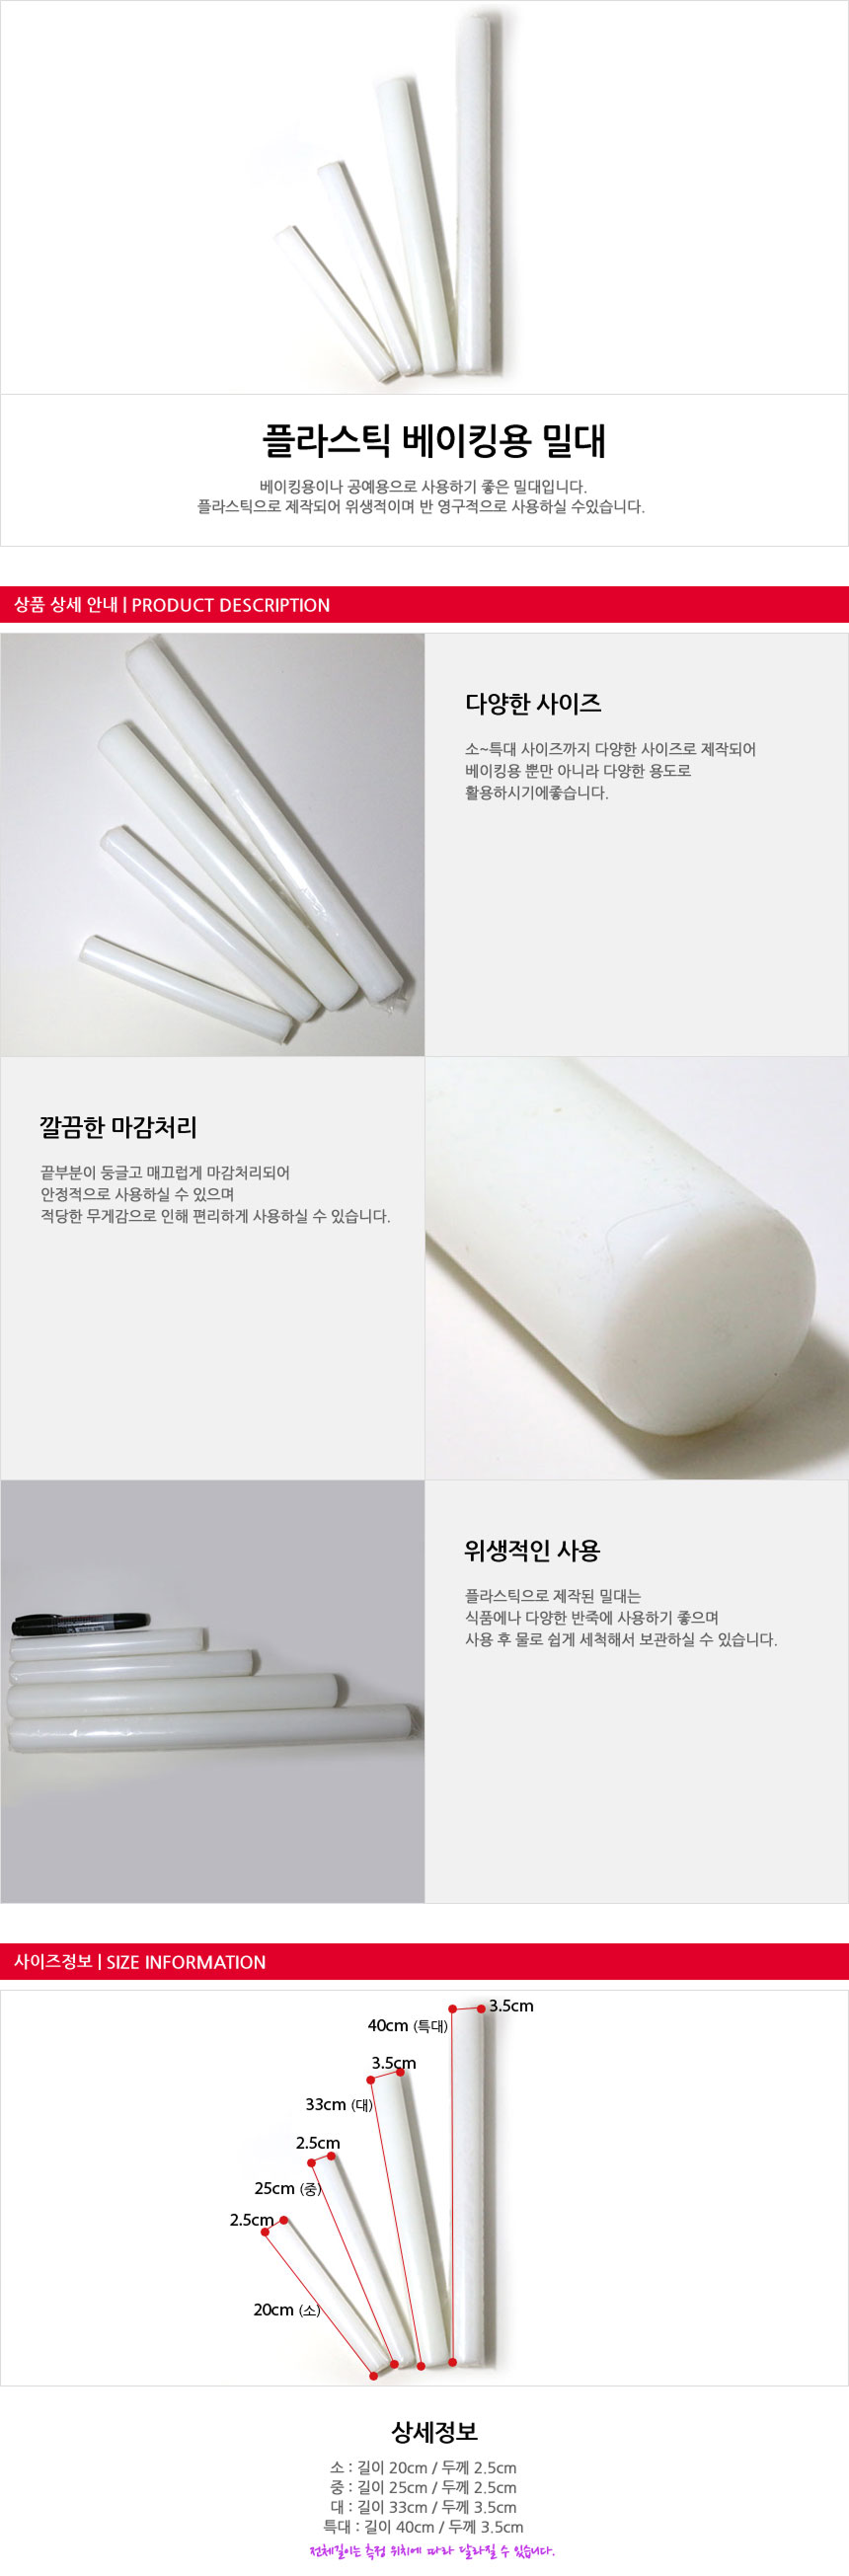 플라스틱 베이킹용 밀대
베이킹용이나 공예용으로 사용하기 좋은 밀대입니다.
플라스틱으로 제작되어 위생적이며 반 영구적으로 사용하실 수있습니다.
상품 상세 안내 | PRODUCT DESCRIPTION
다양한 사이즈
소~특대 사이즈까지 다양한 사이즈로 제작되어
베이킹용 뿐만 아니라 다양한 용도로
활용하시기에좋습니다.
깔끔한 마감처리
끝부분이 둥글고 매끄럽게 마감처리되어
안정적으로 사용하실 수 있으며
적당한 무게감으로 인해 편리하게 사용하실 수 있습니다.
위생적인 사용
플라스틱으로 제작된 밀대는
식품에나 다양한 반죽에 사용하기 좋으며
사용 후 물로 쉽게 세척해서 보관하실 수 있습니다.
사이즈정보 | SIZE INFORMATION
3.5cm
40cm (특대)
3.5cm
33cm (대)
2.5cm
25cm (중)
2.5cm
20cm (소)
상세정보
소 : 길이 20cm / 두께 2.5cm
중 : 길이 25cm / 두께 2.5cm
대 : 길이 33cm / 두께 3.5cm
특대 : 길이 40cm / 두께 3.5cm
전체길이는 측정 위치에 따라 달라질 수 있습니다.